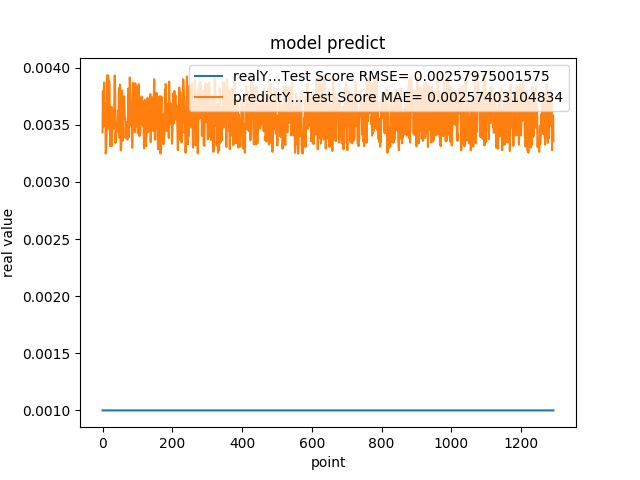 model predict
realY...Test Score RMSE= 0.00257975001575
predictY...Test Score MAE= 0.00257403104834
0.0040
0.0035
0.0030
0.0025
0.0020
0.0015
0.0010
real value
0 200 400 600 800 1000 1200
point